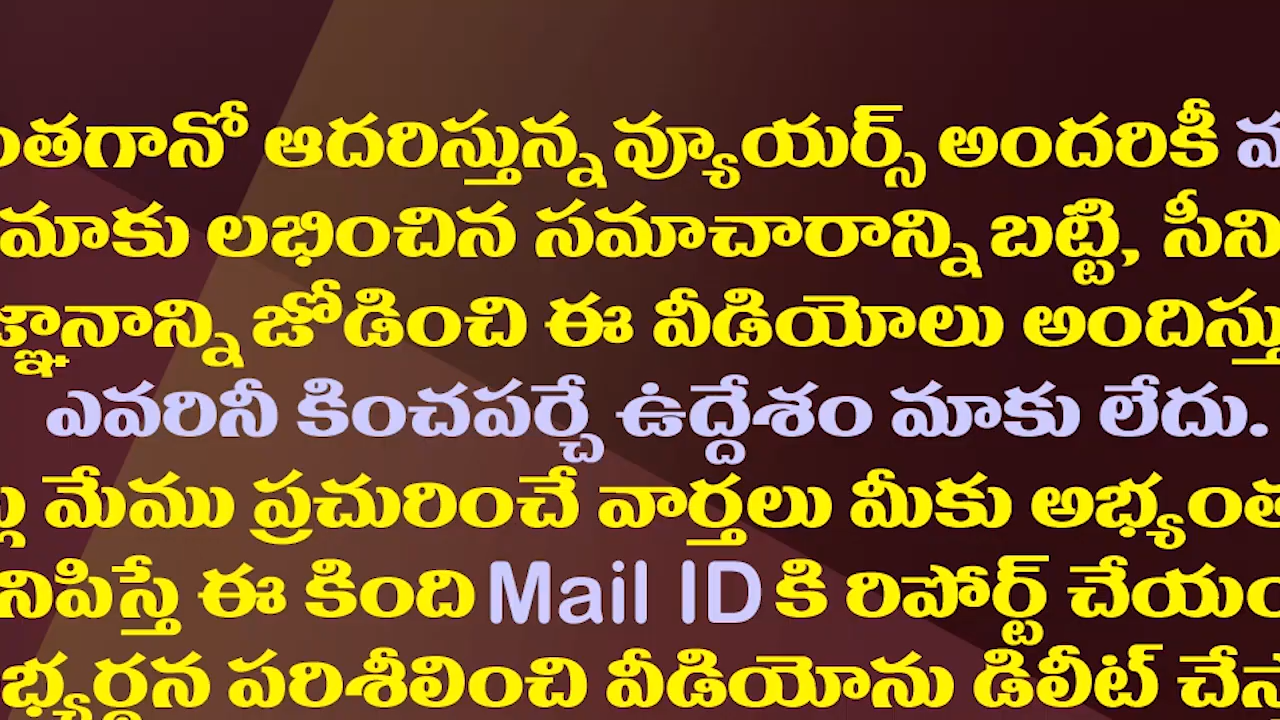 ంతగానో ఆదరిస్తున్న వ్యూయర్స్ అందరికీ
మాకు లభించిన సమాచారాన్ని బట్టి, సీని
జ్ఞానాన్ని జోడించి ఈ వీడియోలు అందిస్తు
ఎవరినీ కించపర్చే ఉద్దేశం మాకు లేదు.
మేము ప్రచురించే వార్తలు మీకు అభ్యంత
నిపిస్తే ఈ కింది Mail ID కి రిపోర్ట్ చేయం
భ్యర్థన పరిశీలించి వీడియోను డిలీట్ చేస